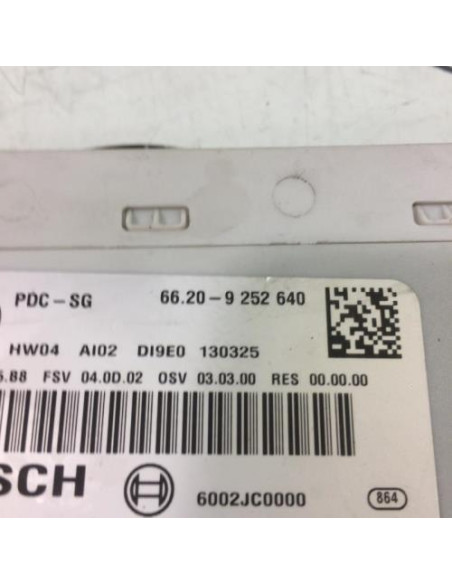 PDC-SG 66.20-9 252 640
HW04 AI02 DI9E0 130325
.88 FSV 04.0D.02 OSV 03.03.00 RES 00.00.00
SCH 6002JC0000 864